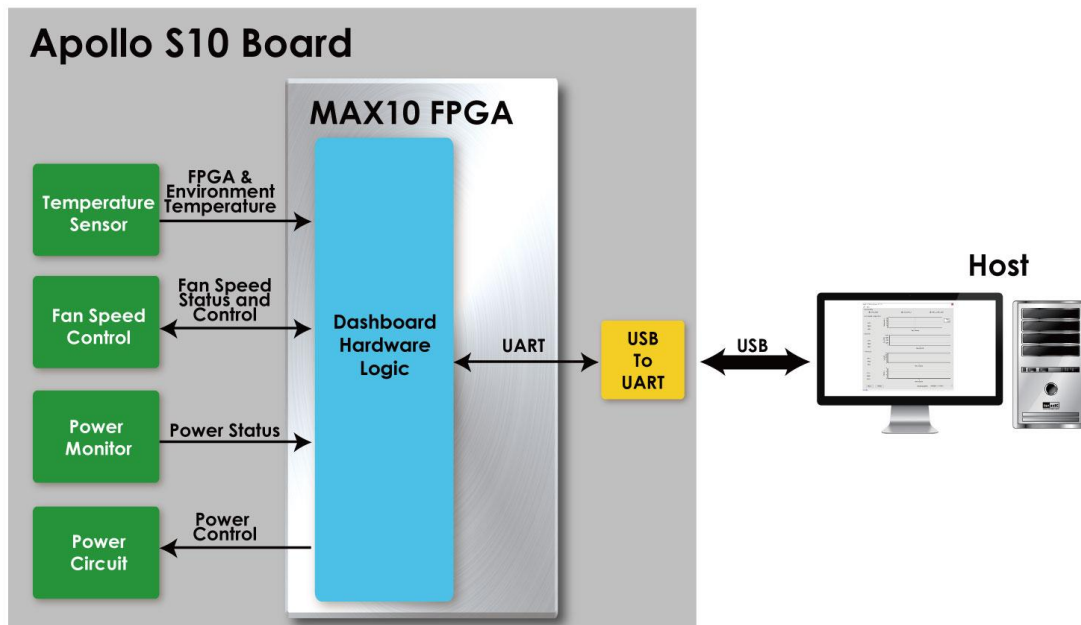 Apollo S10 Board
MAX10 FPGA
Temperature
Sensor
FPGA &
Environment
Temperature
Fan Speed
Control
Fan Speed
Status and
Control
Power
Monitor
Power Status
Power
Circuit
Power
Control
Dashboard
Hardware
Logic
UART
USB
To
UART
USB
Host